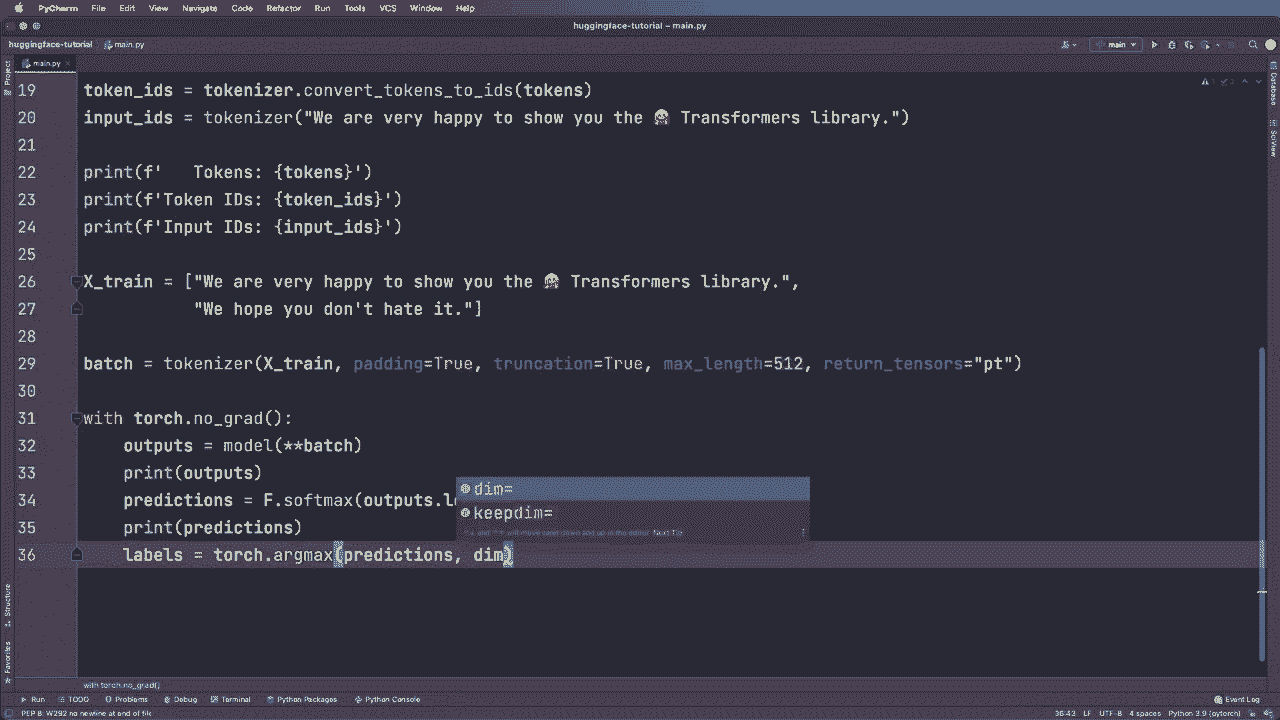 PyCharm File Edit View Navigate Code Refactor Run Tools VCS Window Help
huggingface-tutorial – main.py
huggingface-tutorial main.py main
main.py
Project
Database
SciView
19 token_ids = tokenizer.convert_tokens_to_ids(tokens)
20 input_ids = tokenizer("We are very happy to show you the 🤗 Transformers library.")
21
22 print(f'   Tokens: {tokens}')
23 print(f'Token IDs: {token_ids}')
24 print(f'Input IDs: {input_ids}')
25
26 X_train = ["We are very happy to show you the 🤗 Transformers library.",
27 "We hope you don't hate it."]
28
29 batch = tokenizer(X_train, padding=True, truncation=True, max_length=512, return_tensors="pt")
30
31 with torch.no_grad():
32 outputs = model(**batch)
33 print(outputs)
34 predictions = F.softmax(outputs.l
dim=
keepdim=
Next Tip
35 print(predictions)
36 labels = torch.argmax(predictions, dim)
Structure
Favorites
with torch.no_grad()
Run TODO Problems Debug Terminal Python Packages Python Console Event Log
PEP 8: W292 no newline at end of file 36:43 LF UTF-8 4 spaces Python 3.9 (pytorch)